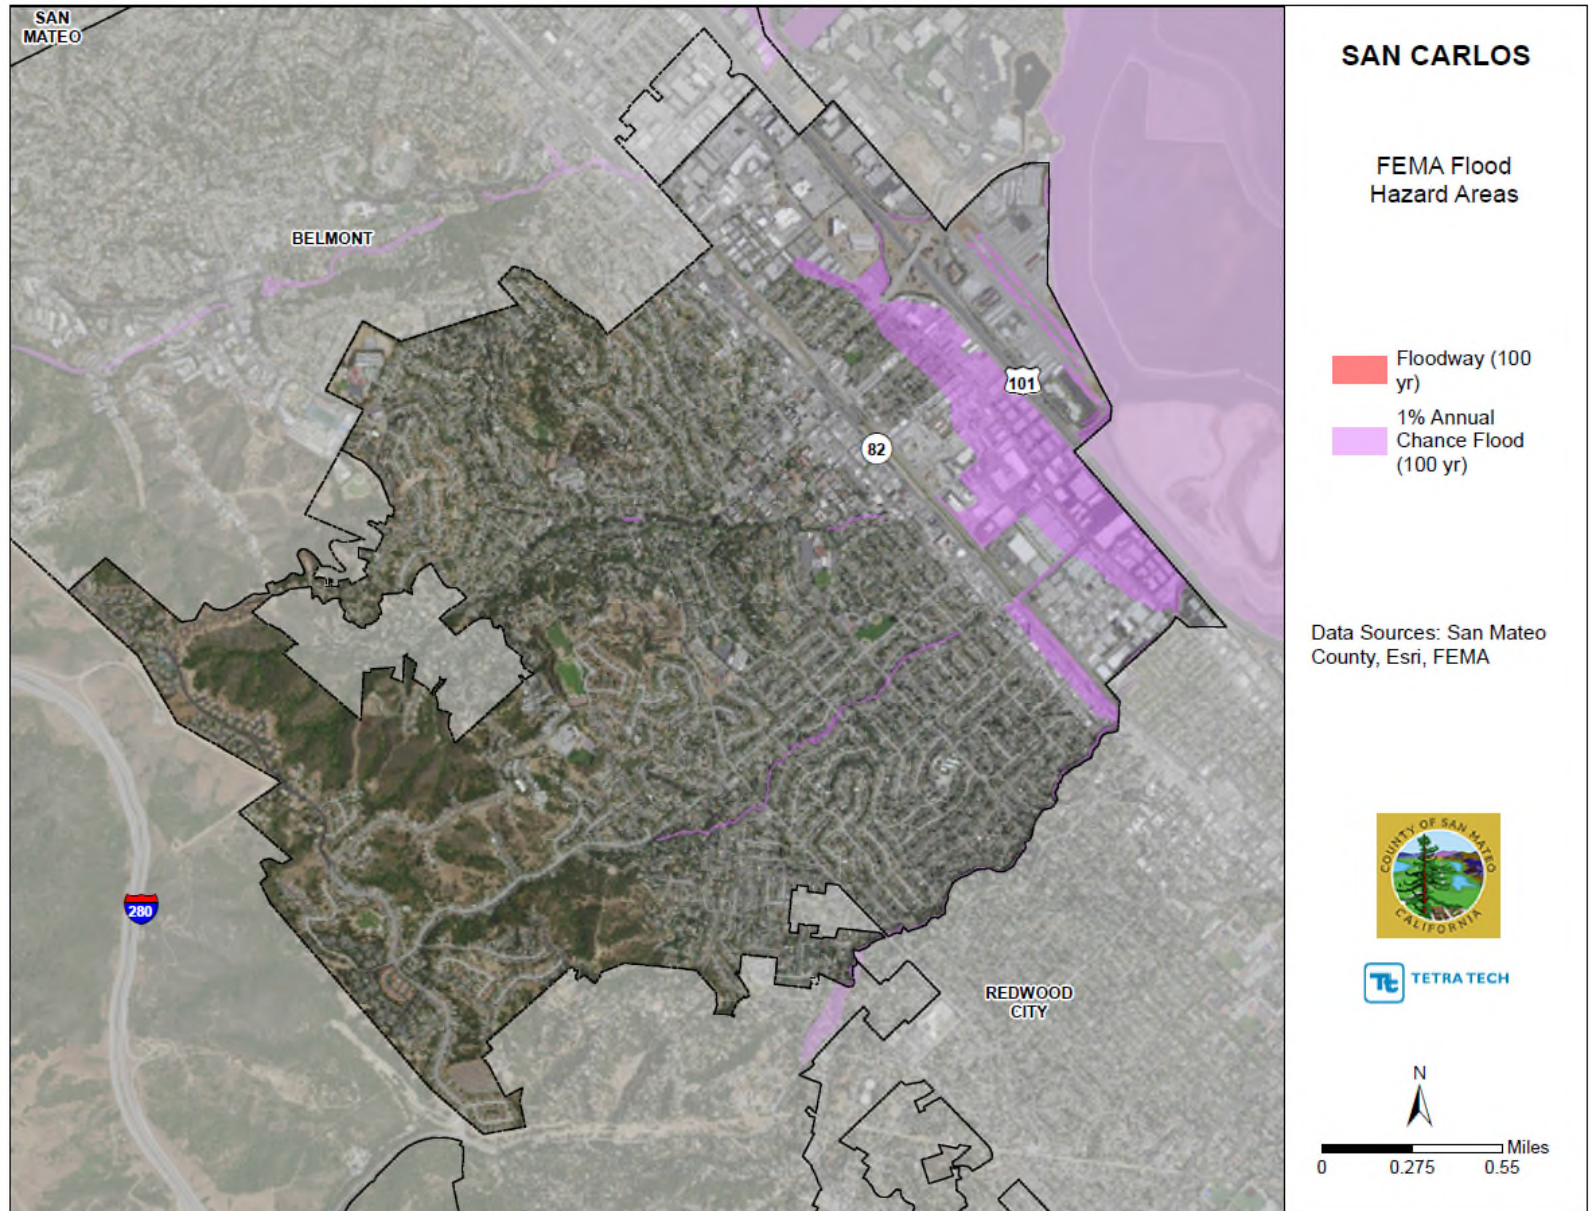 SAN
MATEO
BELMONT
101
82
280
REDWOOD
CITY
SAN CARLOS
FEMA Flood
Hazard Areas
Floodway (100
yr)
1% Annual
Chance Flood
(100 yr)
Data Sources: San Mateo
County, Esri, FEMA
COUNTY OF SAN MATEO
CALIFORNIA
Tt TETRA TECH
N
Miles
0 0.275 0.55